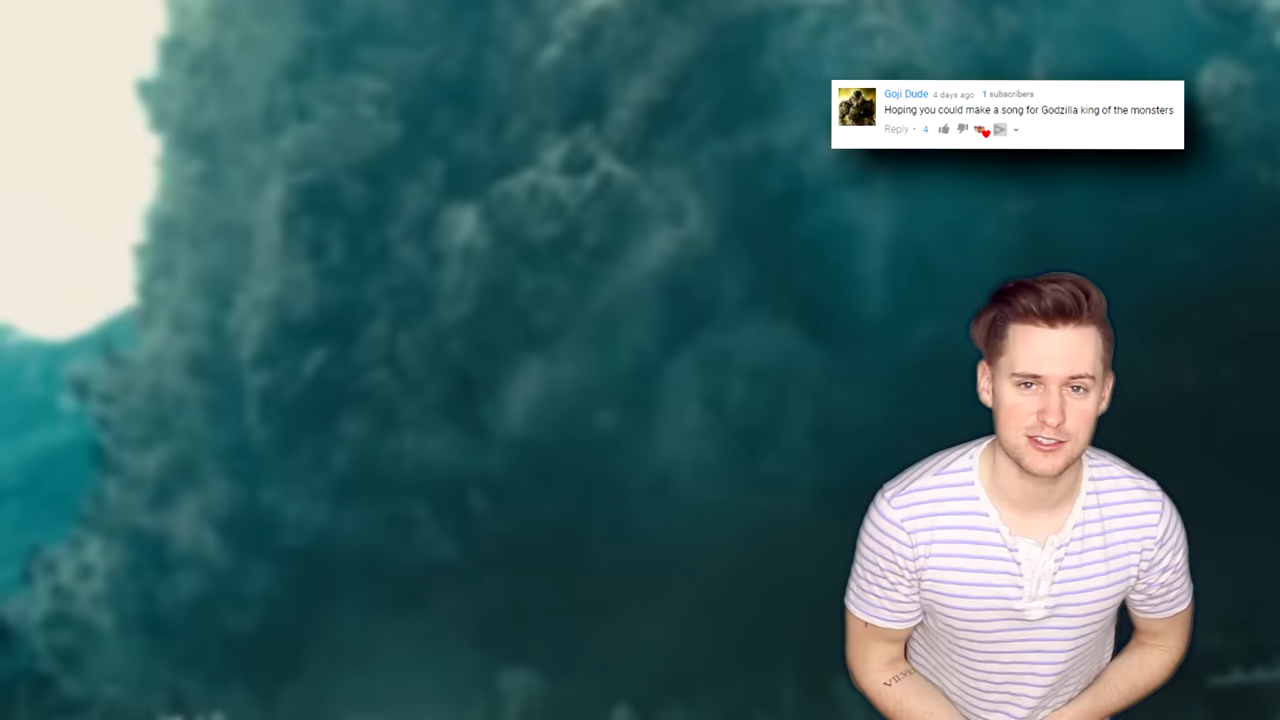 Goji Dude 4 days ago 1 subscribers
Hoping you could make a song for Godzilla king of the monsters
Reply • 4